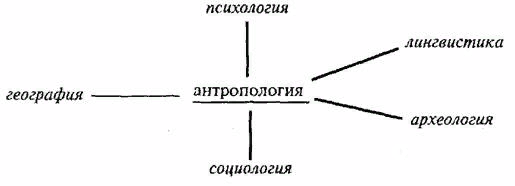 психология
лингвистика
география
антропология
археология
социология